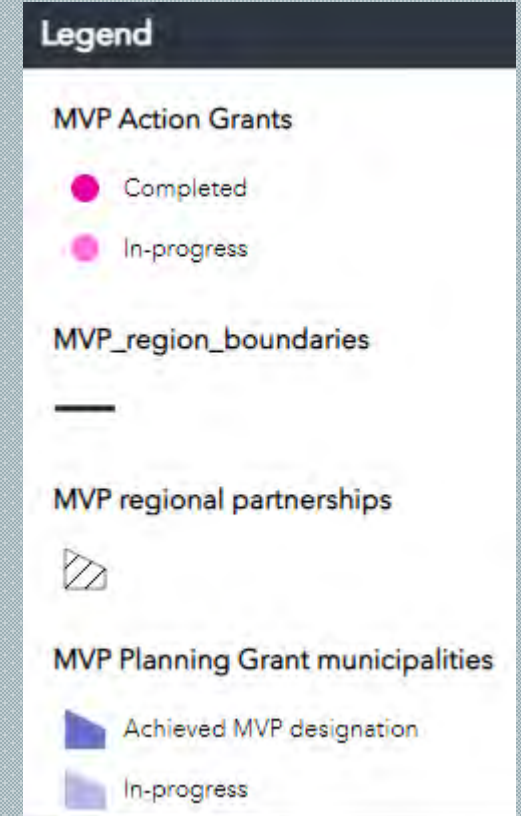 Legend
MVP Action Grants
Completed
In-progress
MVP_region_boundaries
MVP regional partnerships
MVP Planning Grant municipalities
Achieved MVP designation
In-progress